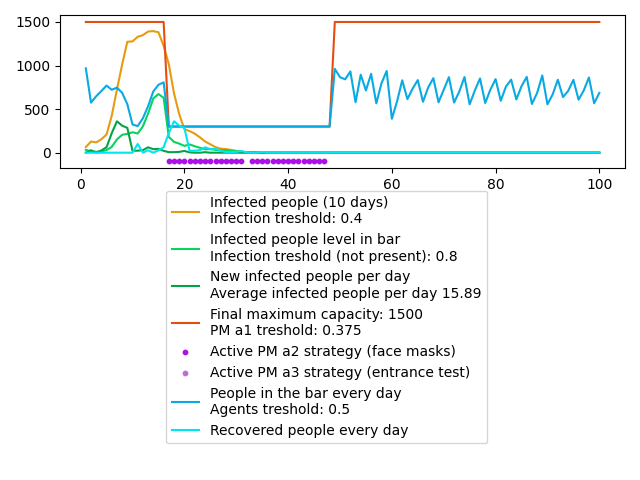 1500
1000
500
0
0 20 40 60 80 100
Infected people (10 days)
Infection treshold: 0.4
Infected people level in bar
Infection treshold (not present): 0.8
New infected people per day
Average infected people per day 15.89
Final maximum capacity: 1500
PM a1 treshold: 0.375
Active PM a2 strategy (face masks)
Active PM a3 strategy (entrance test)
People in the bar every day
Agents treshold: 0.5
Recovered people every day